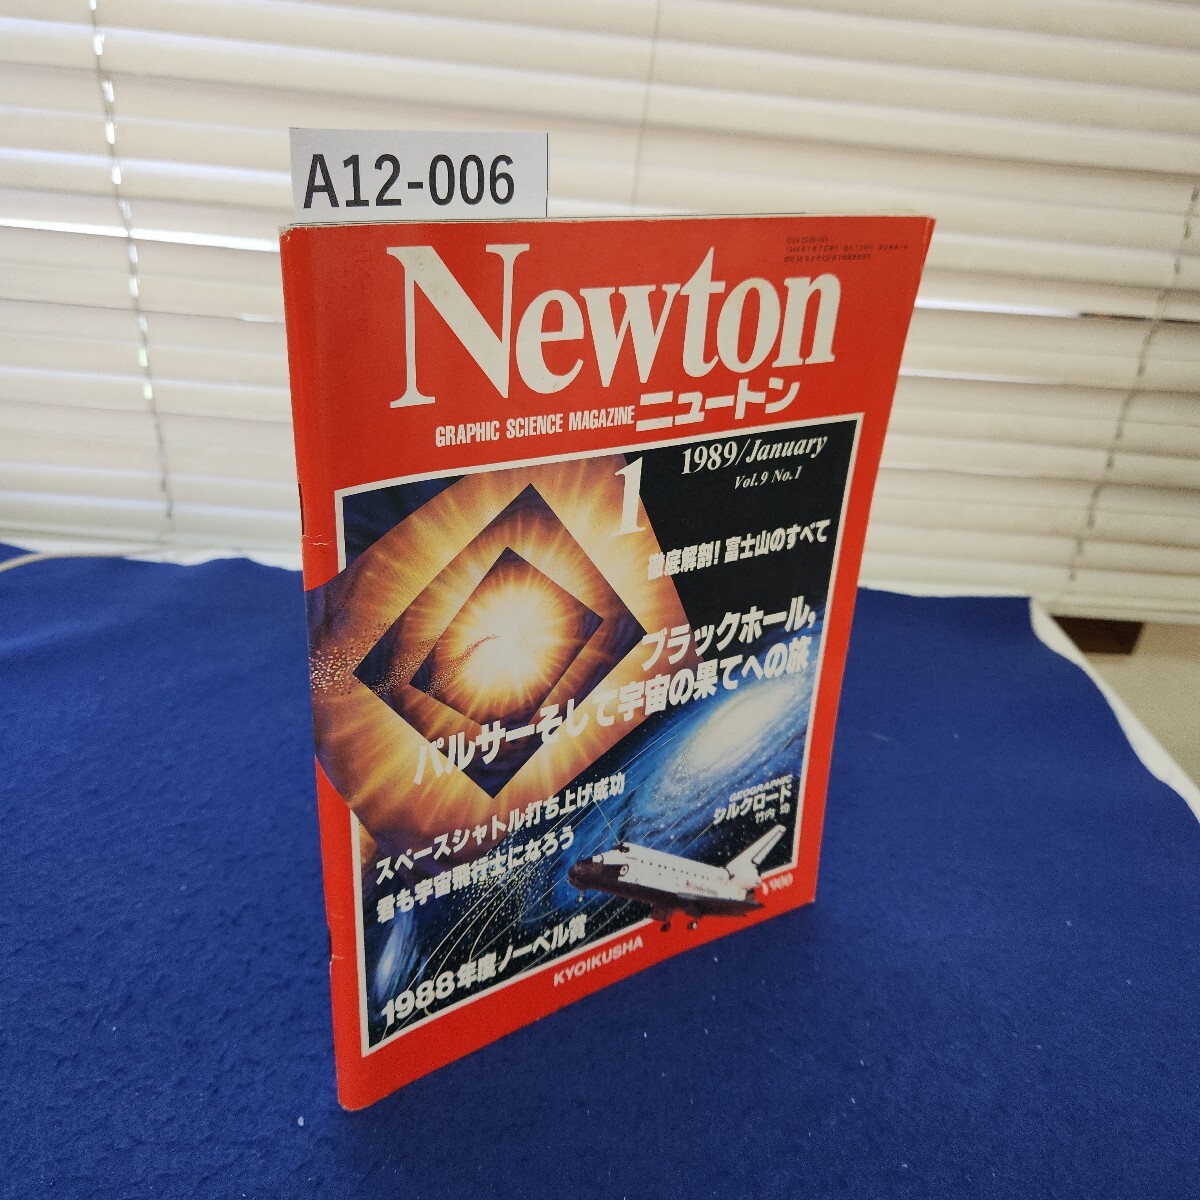 A12-006
Newton
GRAPHIC SCIENCE MAGAZINE ニュートン
1
1989/January
Vol.9 No.1
徹底解剖!富士山のすべて
ブラックホール,
パルサーそして宇宙の果てへの旅
スペースシャトル打ち上げ成功
君も宇宙飛行士になろう
GEOGRAPHIC
シルクロード
1988年度ノーベル賞
¥900
KYOIKUSHA